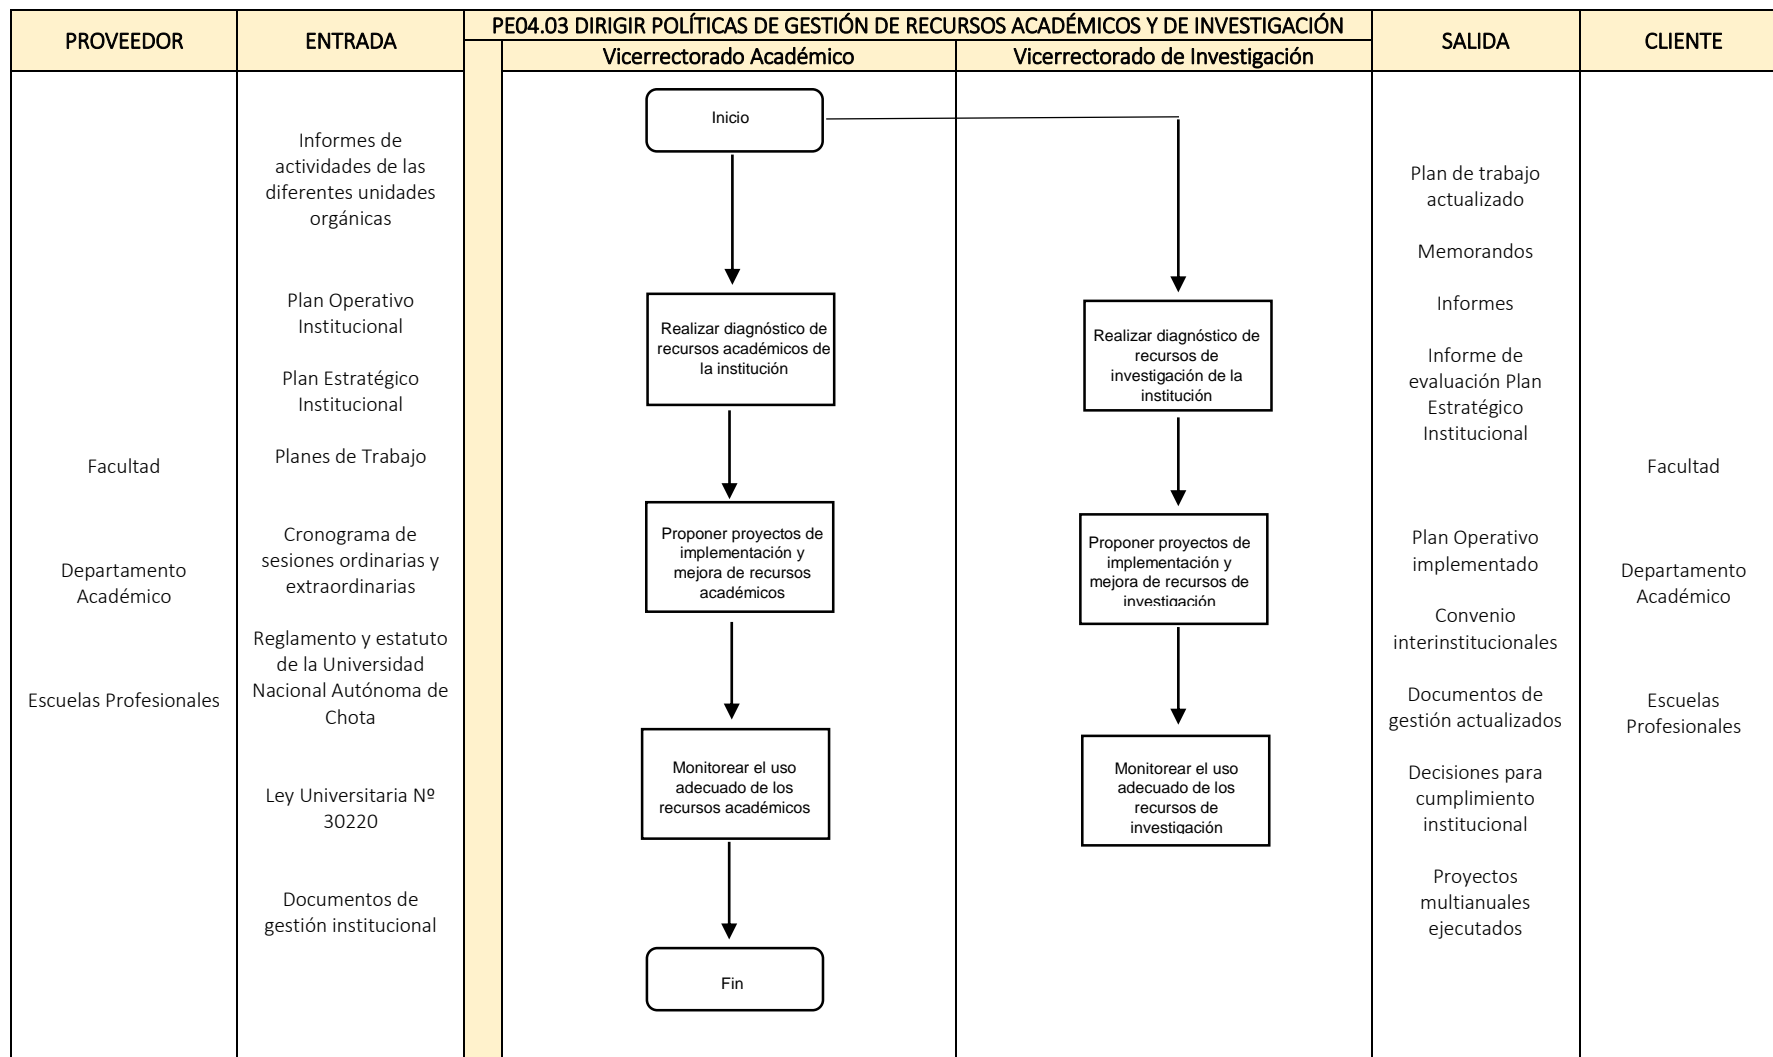 PROVEEDOR
ENTRADA
PE04.03 DIRIGIR POLÍTICAS DE GESTIÓN DE RECURSOS ACADÉMICOS Y DE INVESTIGACIÓN
Vicerrectorado Académico
Vicerrectorado de Investigación
SALIDA
CLIENTE
Facultad
Departamento
Académico
Escuelas Profesionales
Informes de
actividades de las
diferentes unidades
orgánicas
Plan Operativo
Institucional
Plan Estratégico
Institucional
Planes de Trabajo
Cronograma de
sesiones ordinarias y
extraordinarias
Reglamento y estatuto
de la Universidad
Nacional Autónoma de
Chota
Ley Universitaria Nº
30220
Documentos de
gestión institucional
Inicio
Realizar diagnóstico de
recursos académicos de
la institución
Proponer proyectos de
implementación y
mejora de recursos
académicos
Monitorear el uso
adecuado de los
recursos académicos
Fin
Realizar diagnóstico de
recursos de
investigación de la
institución
Proponer proyectos de
implementación y
mejora de recursos de
investigación
Monitorear el uso
adecuado de los
recursos de
investigación
Plan de trabajo
actualizado
Memorandos
Informes
Informe de
evaluación Plan
Estratégico
Institucional
Plan Operativo
implementado
Convenio
interinstitucionales
Documentos de
gestión actualizados
Decisiones para
cumplimiento
institucional
Proyectos
multianuales
ejecutados
Facultad
Departamento
Académico
Escuelas
Profesionales